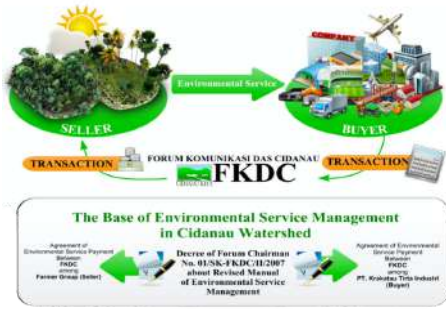 COMPANY
Environmental Service
SELLER
BUYER
TRANSACTION
FORUM KOMUNIKASI DAS CIDANAU
FKDC
TRANSACTION
The Base of Environmental Service Management
in Cidanau Watershed
Agreement of
Environmental Service Payment
Between
FKDC
among
Farmer Group (Seller)
Decree of Forum Chairman
No. 01/SK-FKDC/II/2007
about Revised Manual
of Environmental Service
Management
Agreement of Environmental
Service Payment
Between
FKDC
among
PT. Krakatau Tirta Industri
(Buyer)